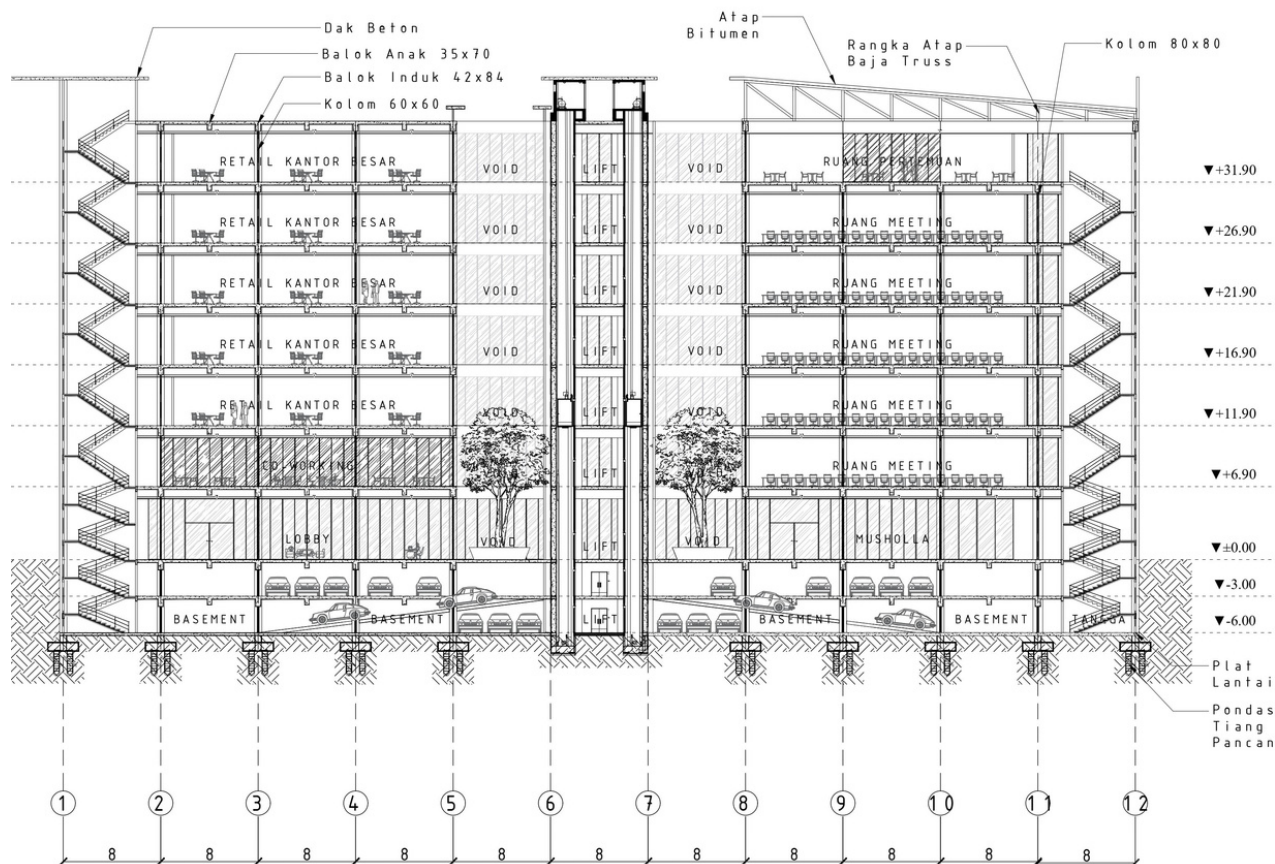 Dak Beton
Balok Anak 35x70
Balok Induk 42x84
Kolom 60x60
Atap
Bitumen
Rangka Atap
Baja Truss
Kolom 80x80
RETAIL KANTOR BESAR VOID LIFT VOID RUANG PERTEMUAN +31.90
RETAIL KANTOR BESAR VOID LIFT VOID RUANG MEETING +26.90
RETAIL KANTOR BESAR VOID LIFT VOID RUANG MEETING +21.90
RETAIL KANTOR BESAR VOID LIFT VOID RUANG MEETING +16.90
RETAIL KANTOR BESAR VOID LIFT VOID RUANG MEETING +11.90
CO-WORKING VOID LIFT VOID RUANG MEETING +6.90
LOBBY VOID LIFT VOID MUSHOLLA ±0.00
-3.00
BASEMENT BASEMENT LIFT BASEMENT BASEMENT TANGGA -6.00
Plat
Lantai
Pondas
Tiang
Pancan
1 2 3 4 5 6 7 8 9 10 11 12
8 8 8 8 8 8 8 8 8 8 8